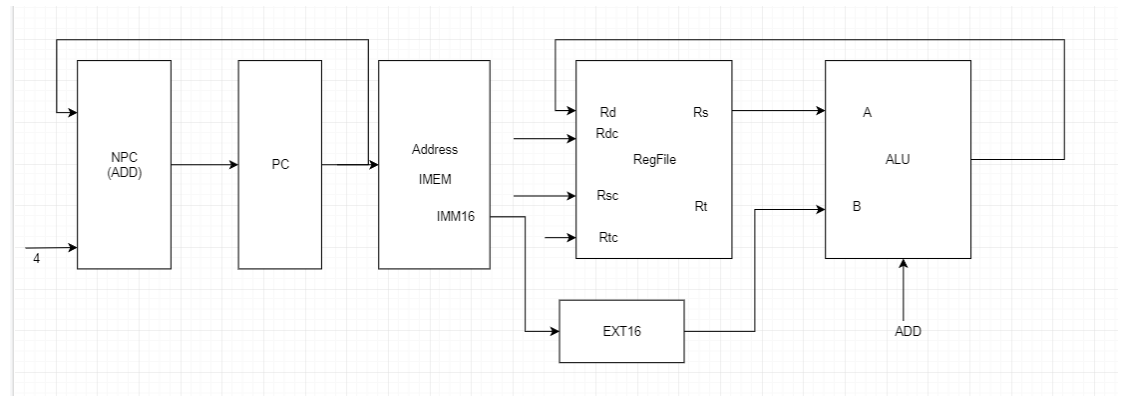 NPC
(ADD)
4
PC
Address
IMEM
IMM16
Rd
Rs
Rdc
RegFile
Rsc
Rt
Rtc
EXT16
A
ALU
B
ADD